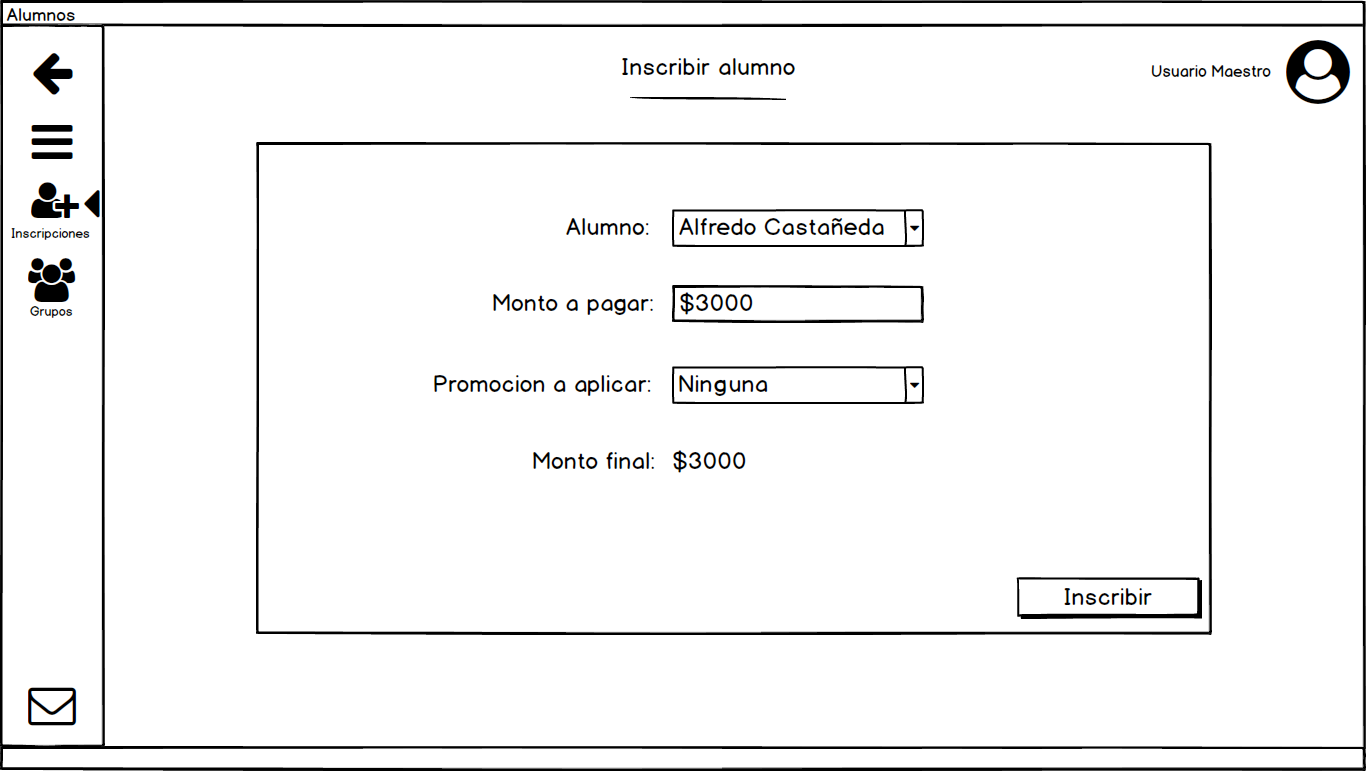 Alumnos
Inscribir alumno
Usuario Maestro
Inscripciones
Grupos
Alumno: Alfredo Castañeda
Monto a pagar: $3000
Promocion a aplicar: Ninguna
Monto final: $3000
Inscribir